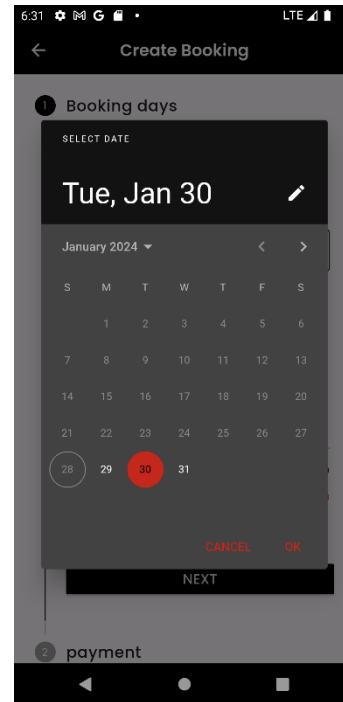 6:31 G LTE
Create Booking
1 Booking days
SELECT DATE
Tue, Jan 30
January 2024
S M T W T F S
1 2 3 4 5 6
7 8 9 10 11 12 13
14 15 16 17 18 19 20
21 22 23 24 25 26 27
28 29 30 31
CANCEL OK
NEXT
2 payment